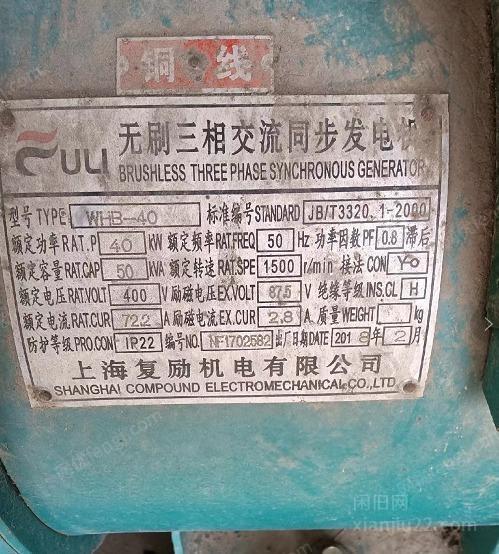 铜线
FULI
无刷三相交流同步发电机
BRUSHLESS THREE PHASE SYNCHRONOUS GENERATOR
型号TYPE WHB-40 标准编号STANDARD JB/T3320.1-2000
额定功率RAT.P 40 kW 额定频率RAT.FREQ 50 Hz 功率因数PF 0.8 滞后
额定容量RAT.CAP 50 kVA 额定转速RAT.SPE 1500 r/min 接法CON Y0
额定电压RAT.VOLT 400 V 励磁电压EX.VOLT 87.5 V 绝缘等级INS.CL H
额定电流RAT.CUR 72.2 A 励磁电流EX.CUR 2.8 A 质量WEIGHT kg
防护等级PRO.CON IP22 编号NO. NF1702582 出厂日期DATE 2018年2月
上海复励机电有限公司
SHANGHAI COMPOUND ELECTROMECHANICAL CO.,LTD.
闲旧网
xianjiu22.com